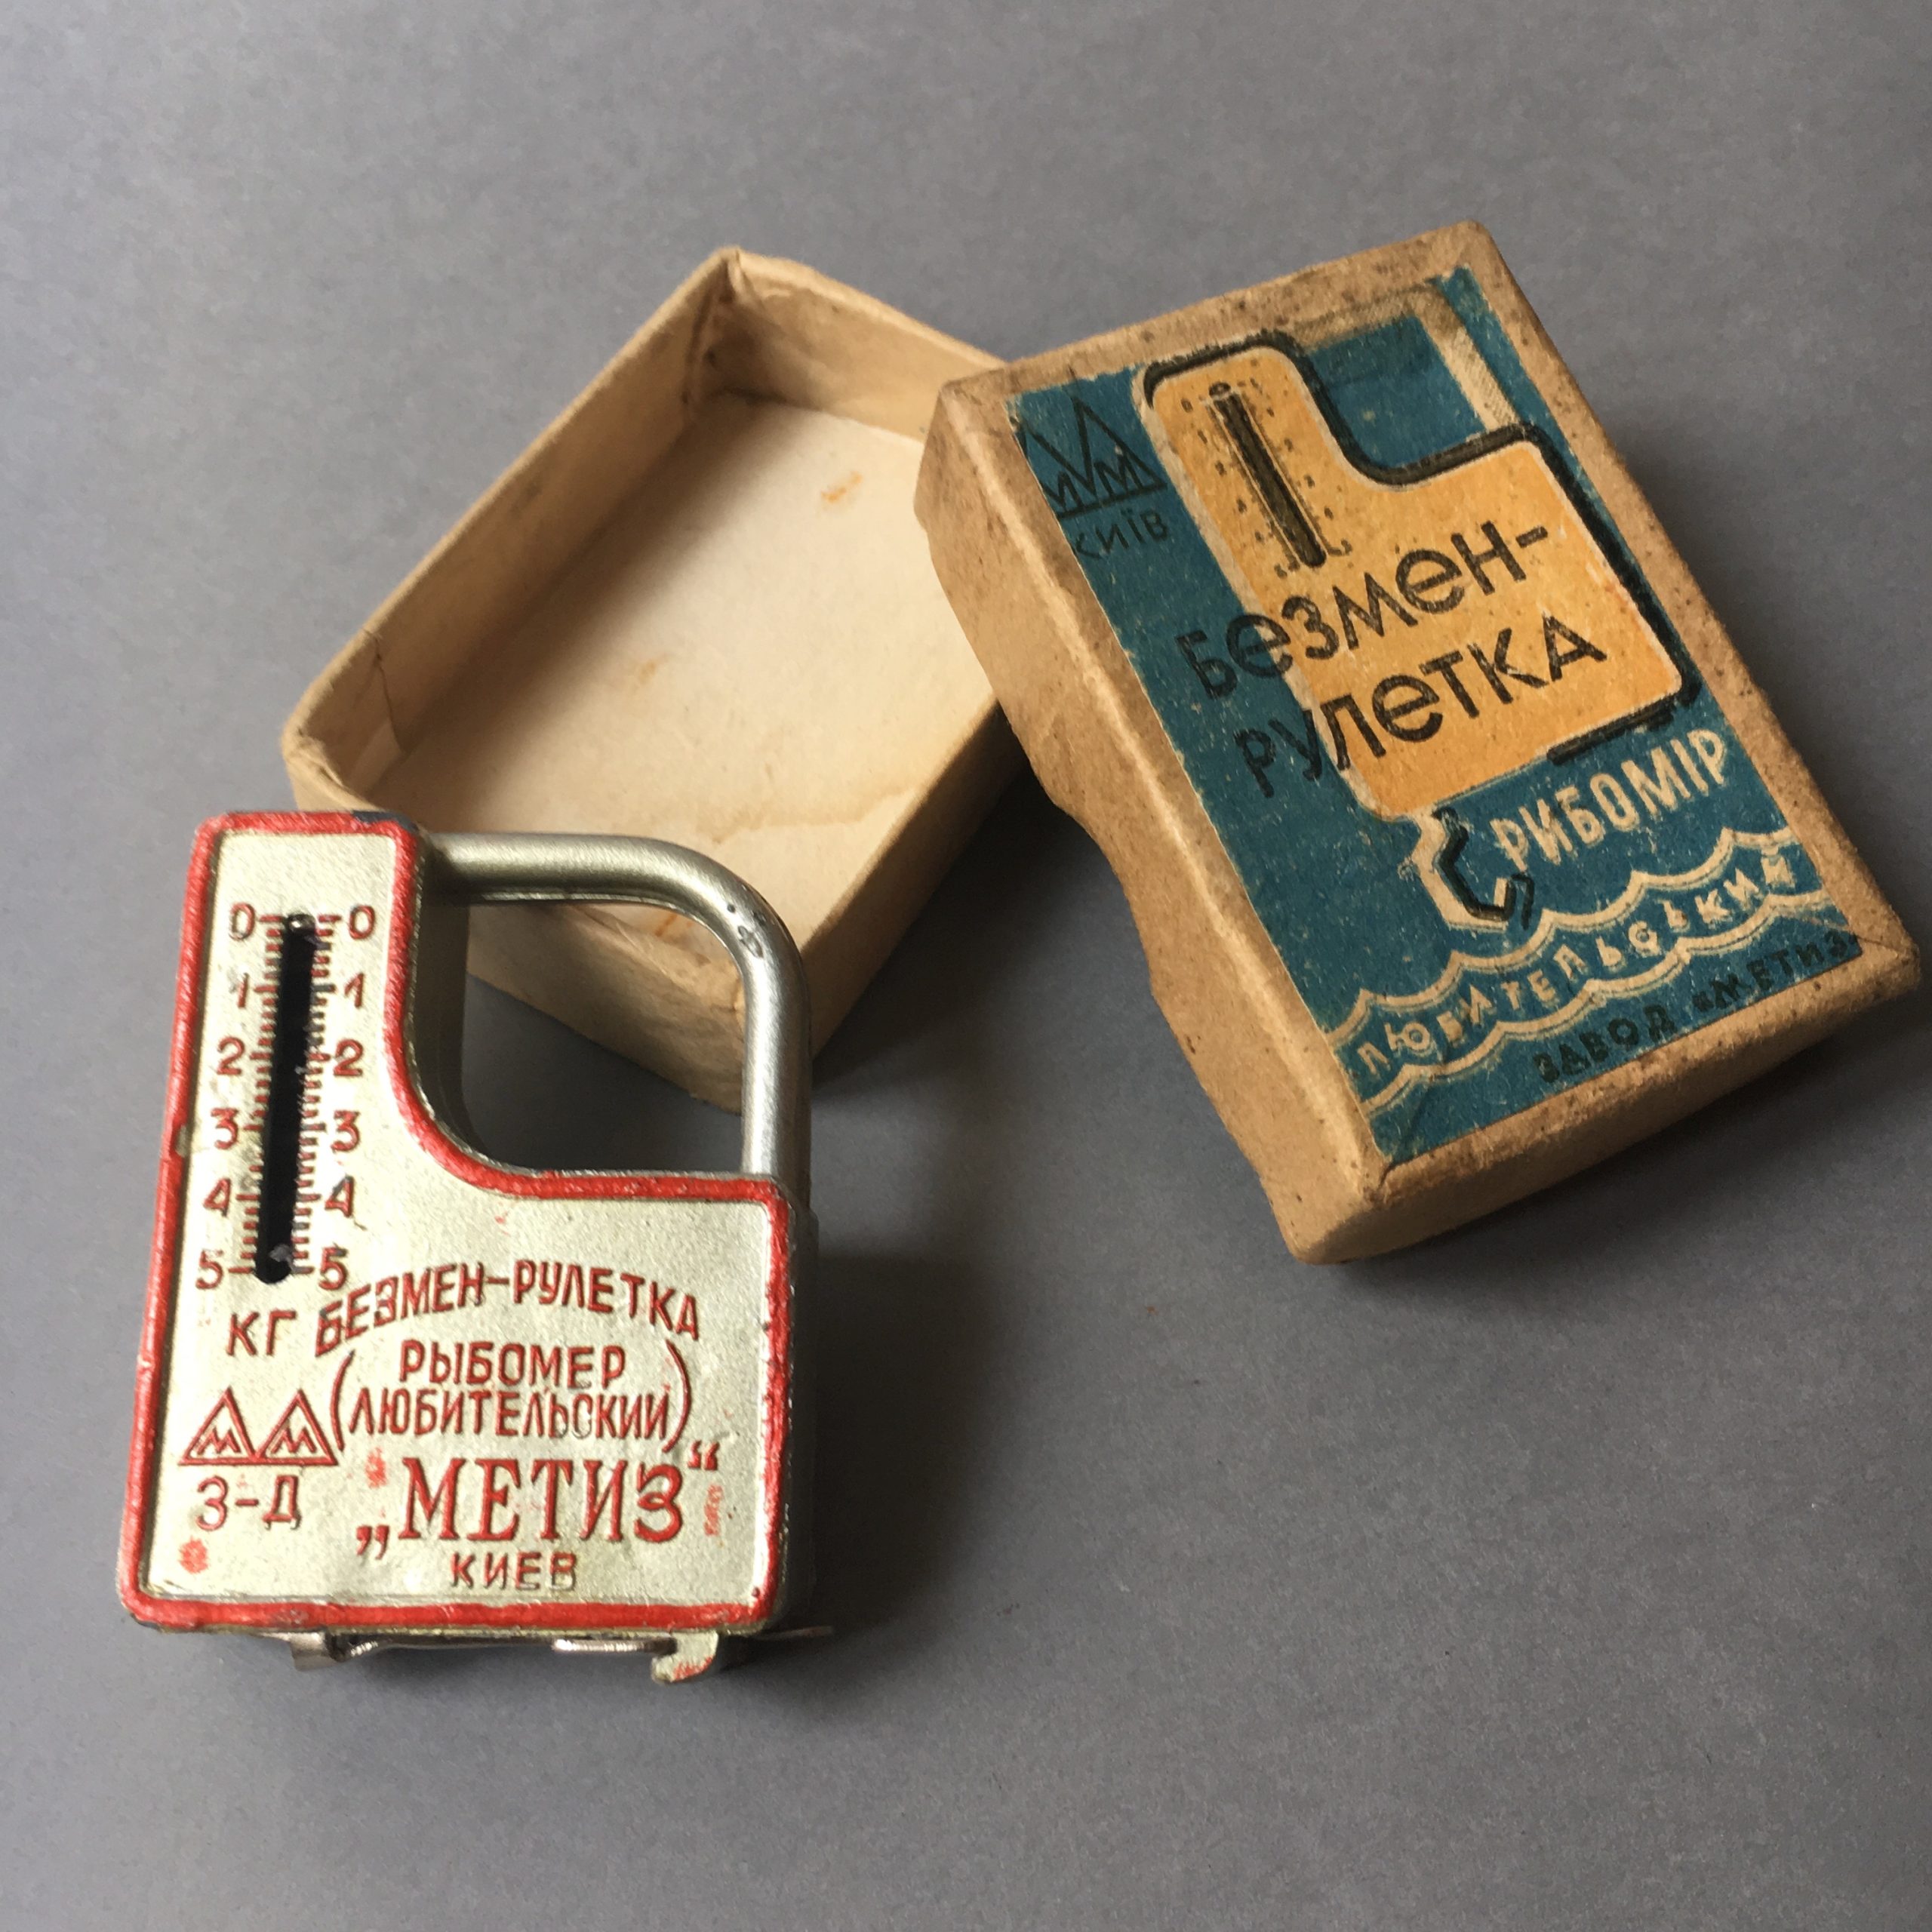 0 0
1 1
2 2
3 3
4 4
5 5
КГ
БЕЗМЕН-РУЛЕТКА
РЫБОМЕР
(ЛЮБИТЕЛЬСКИЙ)
З-Д
„МЕТИЗ“
КИЕВ
КИЇВ
Безмен-
рулетка
РИБОМІР
ЛЮБИТЕЛЬСЬКИЙ
ЗАВОД «МЕТИЗ»